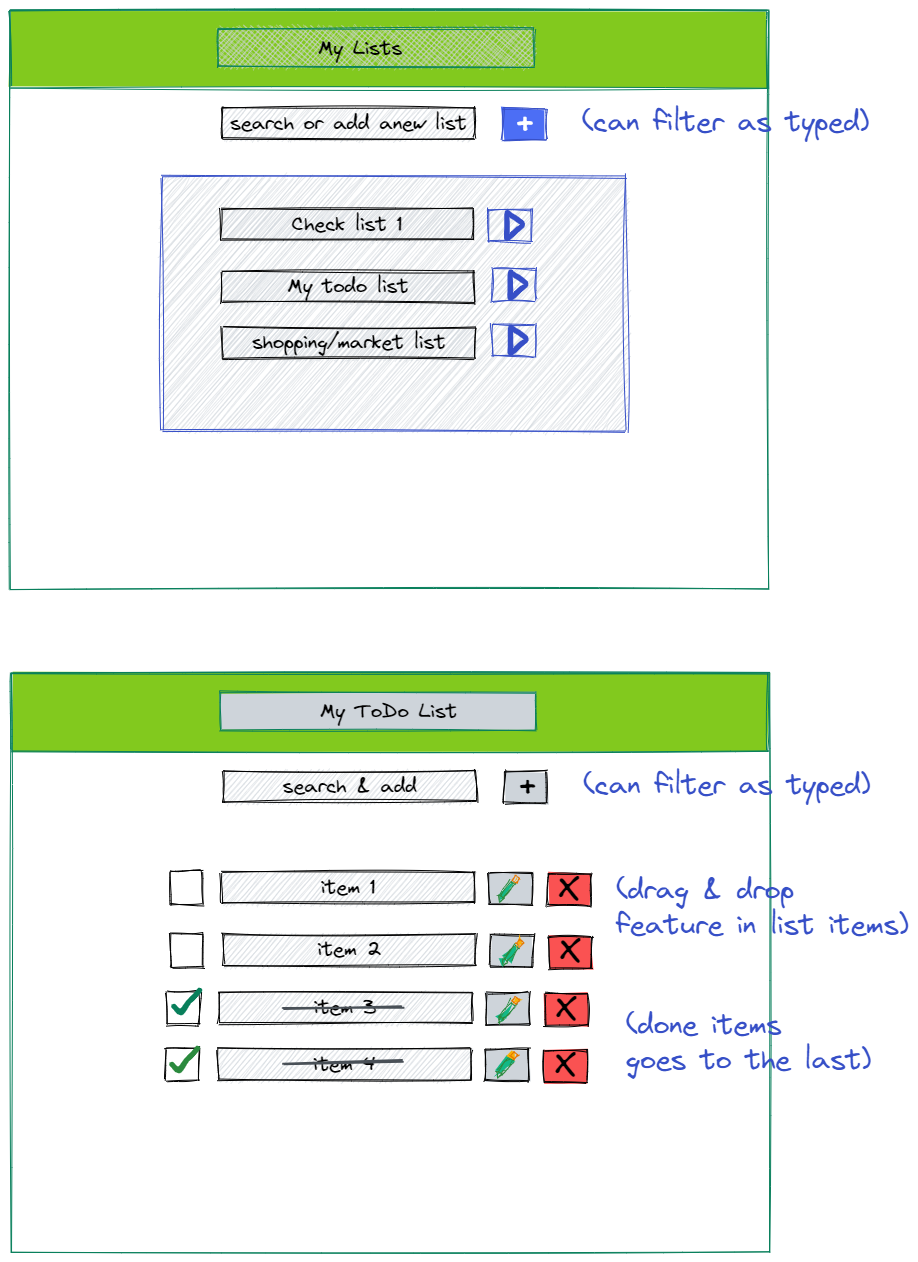 My Lists
search or add anew list
+
(can filter as typed)
Check list 1
My todo list
shopping/market list
My ToDo List
search & add
+
(can filter as typed)
item 1
X
(drag & drop
feature in list items)
item 2
X
item 3
X
(done items
goes to the last)
item 4
X